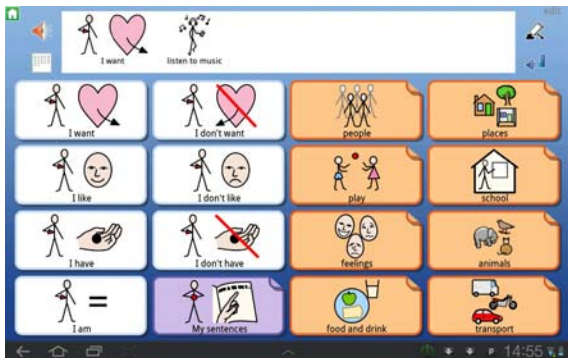 edit
I want listen to music
I want I don't want people places
I like I don't like play school
I have I don't have feelings animals
I am My sentences food and drink transport
14:55